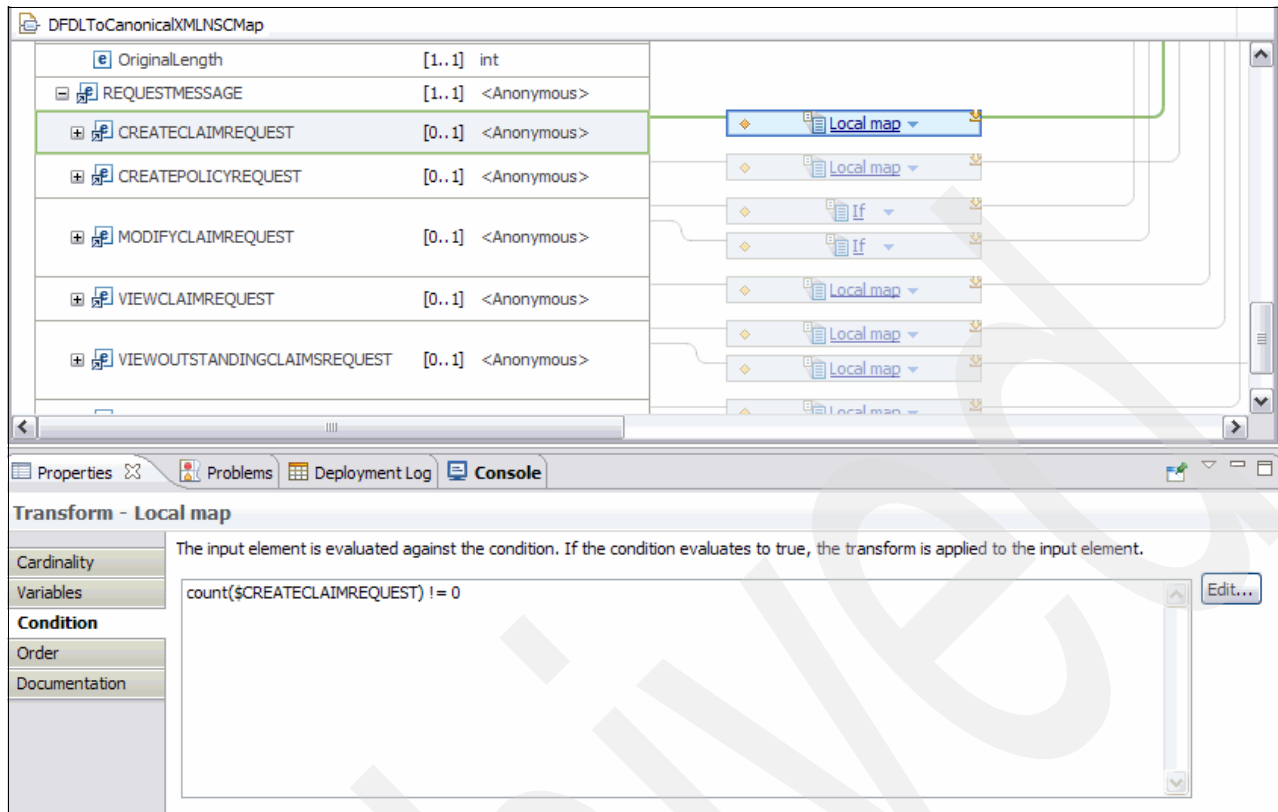 DFDLToCanonicalXMLNSCMap
OriginalLength [1..1] int
REQUESTMESSAGE [1..1] <Anonymous>
CREATECLAIMREQUEST [0..1] <Anonymous> Local map
CREATEPOLICYREQUEST [0..1] <Anonymous> Local map
If
MODIFYCLAIMREQUEST [0..1] <Anonymous>
If
VIEWCLAIMREQUEST [0..1] <Anonymous> Local map
Local map
VIEWOUTSTANDINGCLAIMSREQUEST [0..1] <Anonymous>
Local map
Local map
Properties Problems Deployment Log Console
Transform - Local map
The input element is evaluated against the condition. If the condition evaluates to true, the transform is applied to the input element.
Cardinality
Variables count($CREATECLAIMREQUEST) != 0 Edit...
Condition
Order
Documentation